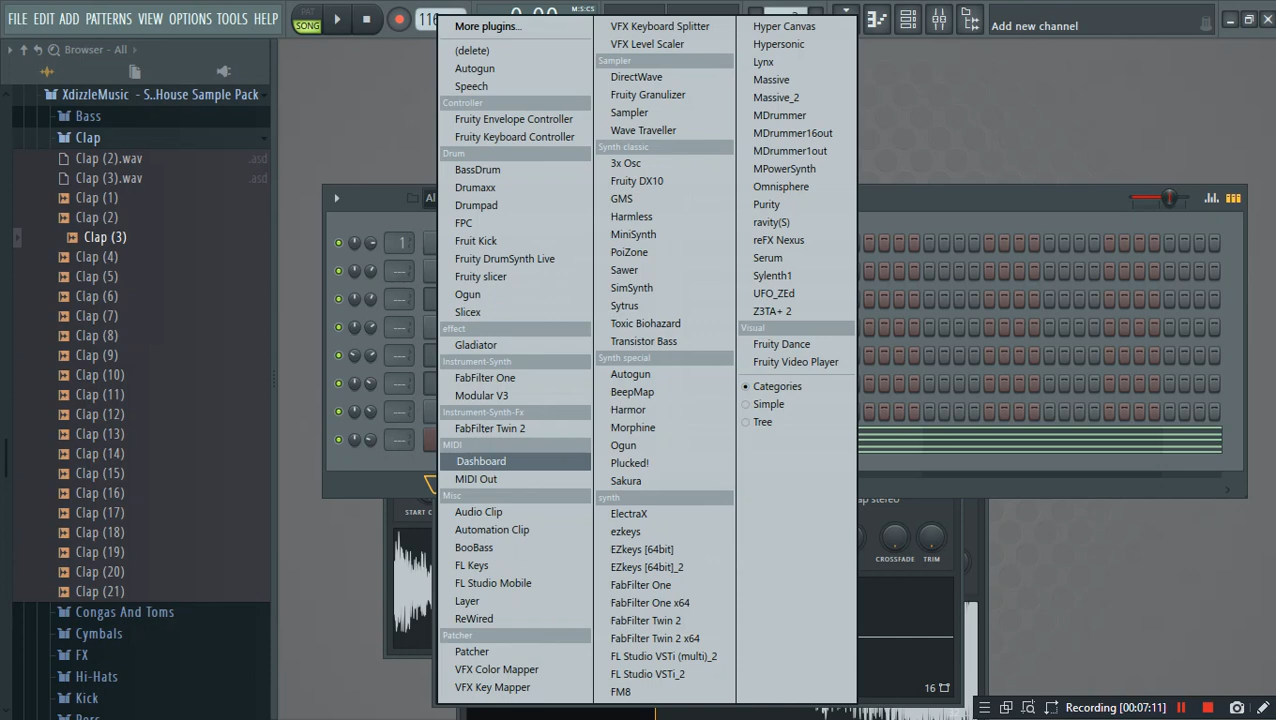 FILE EDIT ADD PATTERNS VIEW OPTIONS TOOLS HELP
PAT
SONG
116
0:00
M:S:CS
Add new channel
Browser - All
XdizzleMusic - S..House Sample Pack
Bass
Clap
Clap (2).wav .asd
Clap (3).wav .asd
Clap (1)
Clap (2)
Clap (3)
Clap (4)
Clap (5)
Clap (6)
Clap (7)
Clap (8)
Clap (9)
Clap (10)
Clap (11)
Clap (12)
Clap (13)
Clap (14)
Clap (15)
Clap (16)
Clap (17)
Clap (18)
Clap (19)
Clap (20)
Clap (21)
Congas And Toms
Cymbals
FX
Hi-Hats
Kick
More plugins...
(delete)
Autogun
Speech
Controller
Fruity Envelope Controller
Fruity Keyboard Controller
Drum
BassDrum
Drumaxx
Drumpad
FPC
Fruit Kick
Fruity DrumSynth Live
Fruity slicer
Ogun
Slicex
effect
Gladiator
Instrument-Synth
FabFilter One
Modular V3
Instrument-Synth-Fx
FabFilter Twin 2
MIDI
Dashboard
MIDI Out
Misc
Audio Clip
Automation Clip
BooBass
FL Keys
FL Studio Mobile
Layer
ReWired
Patcher
Patcher
VFX Color Mapper
VFX Key Mapper
VFX Keyboard Splitter
VFX Level Scaler
Sampler
DirectWave
Fruity Granulizer
Sampler
Wave Traveller
Synth classic
3x Osc
Fruity DX10
GMS
Harmless
MiniSynth
PoiZone
Sawer
SimSynth
Sytrus
Toxic Biohazard
Transistor Bass
Synth special
Autogun
BeepMap
Harmor
Morphine
Ogun
Plucked!
Sakura
synth
ElectraX
ezkeys
EZkeys [64bit]
EZkeys [64bit]_2
FabFilter One
FabFilter One x64
FabFilter Twin 2
FabFilter Twin 2 x64
FL Studio VSTi (multi)_2
FL Studio VSTi_2
FM8
Hyper Canvas
Hypersonic
Lynx
Massive
Massive_2
MDrummer
MDrummer16out
MDrummer1out
MPowerSynth
Omnisphere
Purity
ravity(S)
reFX Nexus
Serum
Sylenth1
UFO_ZEd
Z3TA+ 2
Visual
Fruity Dance
Fruity Video Player
Categories
Simple
Tree
Al
1
---
---
---
---
---
---
---
START
stereo
CROSSFADE TRIM
16
Recording [00:07:11]